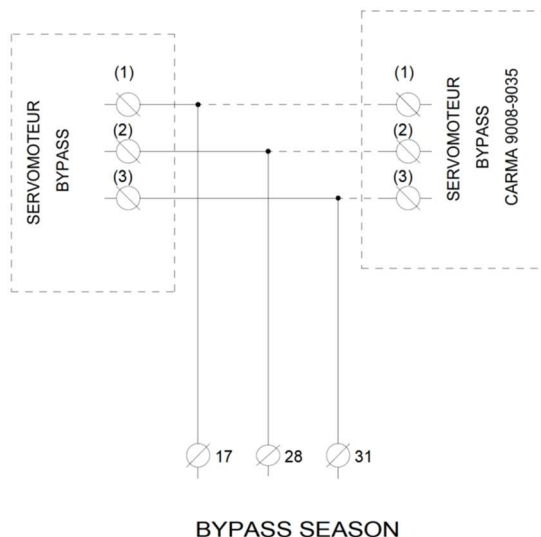 SERVOMOTEUR
BYPASS
(1)
(2)
(3)
(1)
(2)
(3)
SERVOMOTEUR
BYPASS
CARMA 9008-9035
17
28
31
BYPASS SEASON